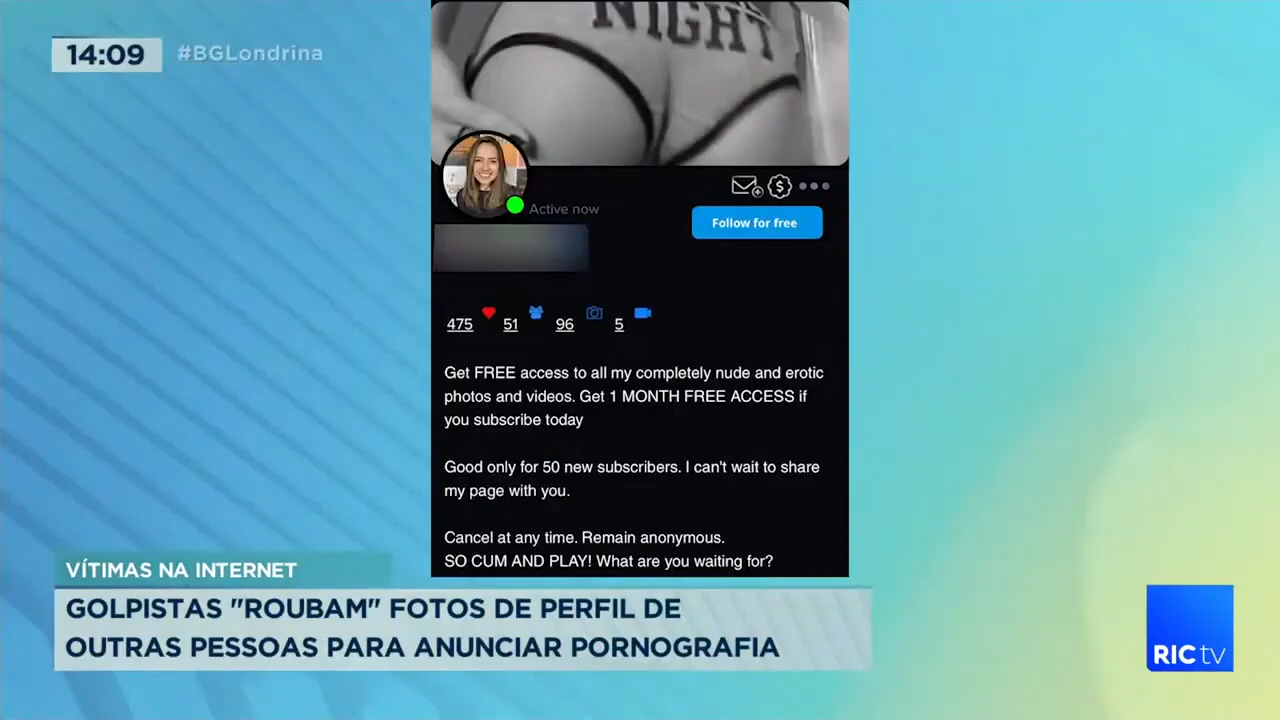 14:09 #BGLondrina
NIGHT
Active now
Follow for free
475 51 96 5
Get FREE access to all my completely nude and erotic
photos and videos. Get 1 MONTH FREE ACCESS if
you subscribe today
Good only for 50 new subscribers. I can't wait to share
my page with you.
Cancel at any time. Remain anonymous.
SO CUM AND PLAY! What are you waiting for?
VÍTIMAS NA INTERNET
GOLPISTAS "ROUBAM" FOTOS DE PERFIL DE
OUTRAS PESSOAS PARA ANUNCIAR PORNOGRAFIA
RIC tv